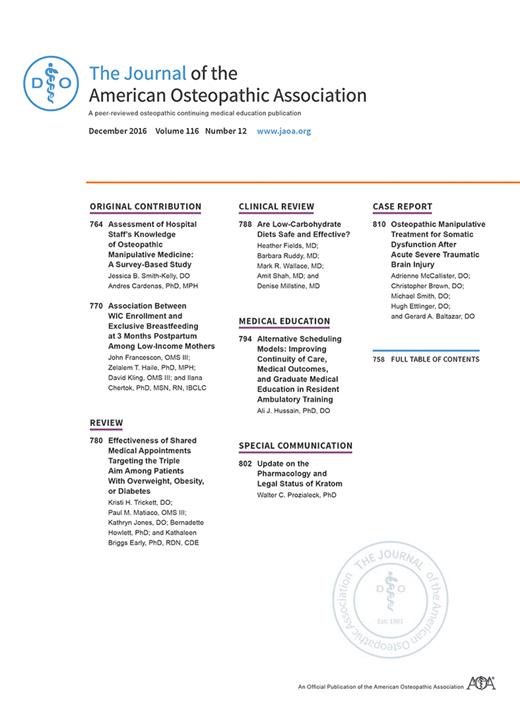 D O
The Journal of the
American Osteopathic Association
A peer-reviewed osteopathic continuing medical education publication
December 2016 Volume 116 Number 12 www.jaoa.org
ORIGINAL CONTRIBUTION
764 Assessment of Hospital
Staff's Knowledge
of Osteopathic
Manipulative Medicine:
A Survey-Based Study
Jessica B. Smith-Kelly, DO
Andres Cardenas, PhD, MPH
770 Association Between
WIC Enrollment and
Exclusive Breastfeeding
at 3 Months Postpartum
Among Low-Income Mothers
John Francescon, OMS III;
Zelalem T. Haile, PhD, MPH;
David Kling, OMS III; and Ilana
Chertok, PhD, MSN, RN, IBCLC
REVIEW
780 Effectiveness of Shared
Medical Appointments
Targeting the Triple
Aim Among Patients
With Overweight, Obesity,
or Diabetes
Kristi H. Trickett, DO;
Paul M. Matiaco, OMS III;
Kathryn Jones, DO; Bernadette
Howlett, PhD; and Kathaleen
Briggs Early, PhD, RDN, CDE
CLINICAL REVIEW
788 Are Low-Carbohydrate
Diets Safe and Effective?
Heather Fields, MD;
Barbara Ruddy, MD;
Mark R. Wallace, MD;
Amit Shah, MD; and
Denise Millstine, MD
MEDICAL EDUCATION
794 Alternative Scheduling
Models: Improving
Continuity of Care,
Medical Outcomes,
and Graduate Medical
Education in Resident
Ambulatory Training
Ali J. Hussain, PhD, DO
SPECIAL COMMUNICATION
802 Update on the
Pharmacology and
Legal Status of Kratom
Walter C. Prozialeck, PhD
CASE REPORT
810 Osteopathic Manipulative
Treatment for Somatic
Dysfunction After
Acute Severe Traumatic
Brain Injury
Adrienne McCallister, DO;
Christopher Brown, DO;
Michael Smith, DO;
Hugh Ettlinger, DO;
and Gerard A. Baltazar, DO
758 FULL TABLE OF CONTENTS
THE JOURNAL
of the American Osteopathic Association
D O
Est. 1901
An Official Publication of the American Osteopathic Association AOA